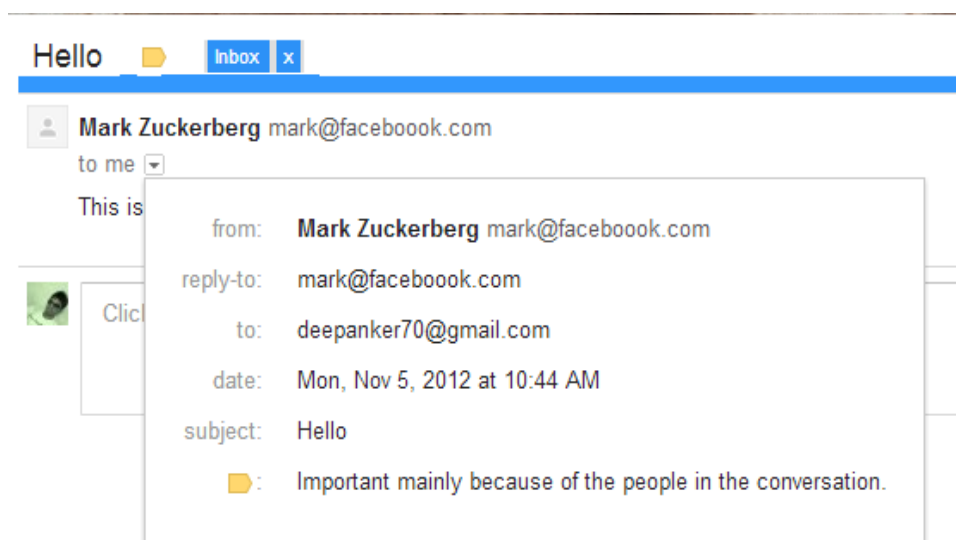 Hello Inbox x
Mark Zuckerberg mark@faceboook.com
to me
This is
from: Mark Zuckerberg mark@faceboook.com
reply-to: mark@faceboook.com
Clic
to: deepanker70@gmail.com
date: Mon, Nov 5, 2012 at 10:44 AM
subject: Hello
: Important mainly because of the people in the conversation.